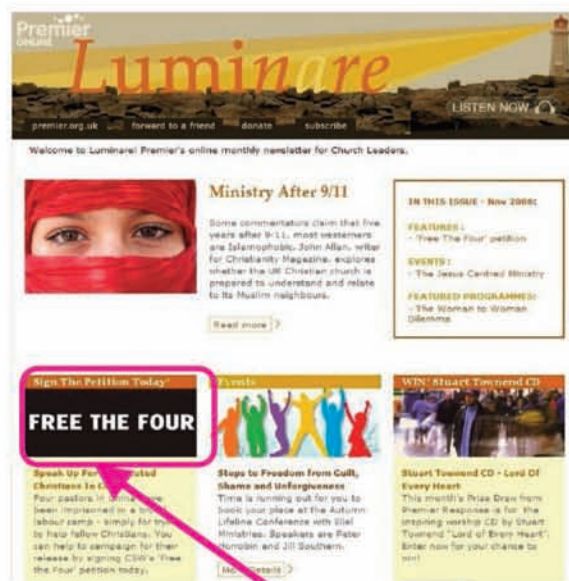 Premier
ONLINE
Luminare
LISTEN NOW
premier.org.uk forward to a friend donate subscribe
Welcome to Luminare! Premier's online monthly newsletter for Church Leaders.
Ministry After 9/11
Some commentators claim that five
years after 9-11, most westerners
are Islamophobic. John Allan, writer
for Christianity Magazine, explores
whether the UK Christian church is
prepared to understand and relate
to its Muslim neighbours.
Read more
IN THIS ISSUE - Nov 2006:
FEATURES:
- 'Free The Four' petition
EVENTS:
- The Jesus Centred Ministry
FEATURED PROGRAMMES:
- The Woman to Woman
Dilemma
Sign The Petition Today!
FREE THE FOUR
Speak Up For
Christians In
Four pastors in China have
been imprisoned in a
labour camp - simply for
to help fellow Christians. You
can help to campaign for their
release by signing CSW's 'Free
the Four' petition today.
Events
Steps to Freedom from Guilt,
Shame and Unforgiveness
Time is running out for you to
book your place at the Autumn
Lifeline Conference with Ellel
Ministries. Speakers are Peter
Horrobin and Jill Southern.
More Details
WIN! Stuart Townend CD
Stuart Townend CD - Lord Of
Every Heart
This month's Prize Draw from
Premier Response is for the
inspiring worship CD by Stuart
Townend "Lord of Every Heart".
Enter now for your chance to
win!